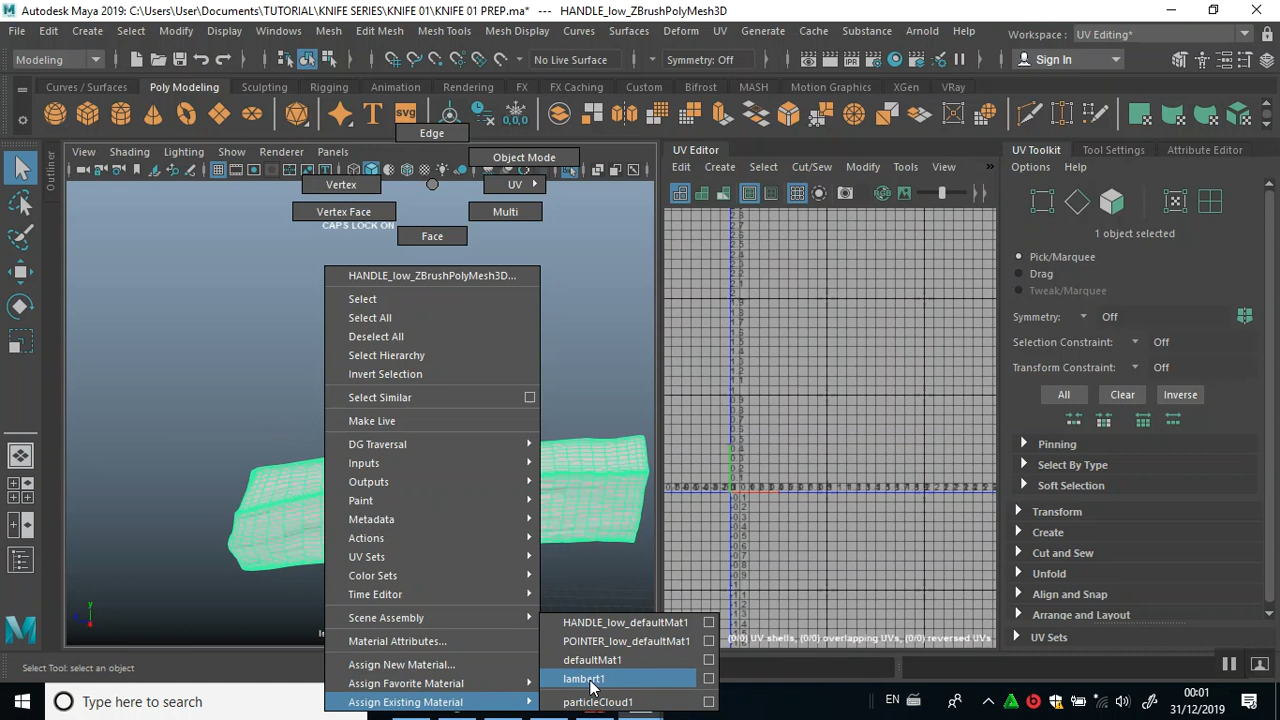 Autodesk Maya 2019: C:\Users\User\Documents\TUTORIAL\KNIFE SERIES\KNIFE 01\KNIFE 01 PREP.ma* --- HANDLE_low_ZBrushPolyMesh3D
File Edit Create Select Modify Display Windows Mesh Edit Mesh Mesh Tools Mesh Display Curves Surfaces Deform UV Generate Cache Substance Arnold Help Workspace: UV Editing*
Modeling No Live Surface Symmetry: Off Sign In
Curves / Surfaces Poly Modeling Sculpting Rigging Animation Rendering FX FX Caching Custom Bifrost MASH Motion Graphics XGen VRay
T svg 0,0,0
Edge
View Shading Lighting Show Renderer Panels
Object Mode
Vertex UV
Vertex Face Multi
CAPS LOCK ON
Face
HANDLE_low_ZBrushPolyMesh3D...
Select
Select All
Deselect All
Select Hierarchy
Invert Selection
Select Similar
Make Live
DG Traversal
Inputs
Outputs
Paint
Metadata
Actions
UV Sets
Color Sets
Time Editor
Scene Assembly
Material Attributes...
Assign New Material...
Assign Favorite Material
Assign Existing Material
HANDLE_low_defaultMat1
POINTER_low_defaultMat1
defaultMat1
lambert1
particleCloud1
Outliner
y
UV Editor
Edit Create Select Cut/Sew Modify Tools View
(0/0) UV shells, (0/0) overlapping UVs, (0/0) reversed UVs
UV Toolkit Tool Settings Attribute Editor
Options Help
1 object selected
Pick/Marquee
Drag
Tweak/Marquee
Symmetry: Off
Selection Constraint: Off
Transform Constraint: Off
All Clear Inverse
Pinning
Select By Type
Soft Selection
Transform
Create
Cut and Sew
Unfold
Align and Snap
Arrange and Layout
UV Sets
Select Tool: select an object
Type here to search
EN
00:01
31/12/2019